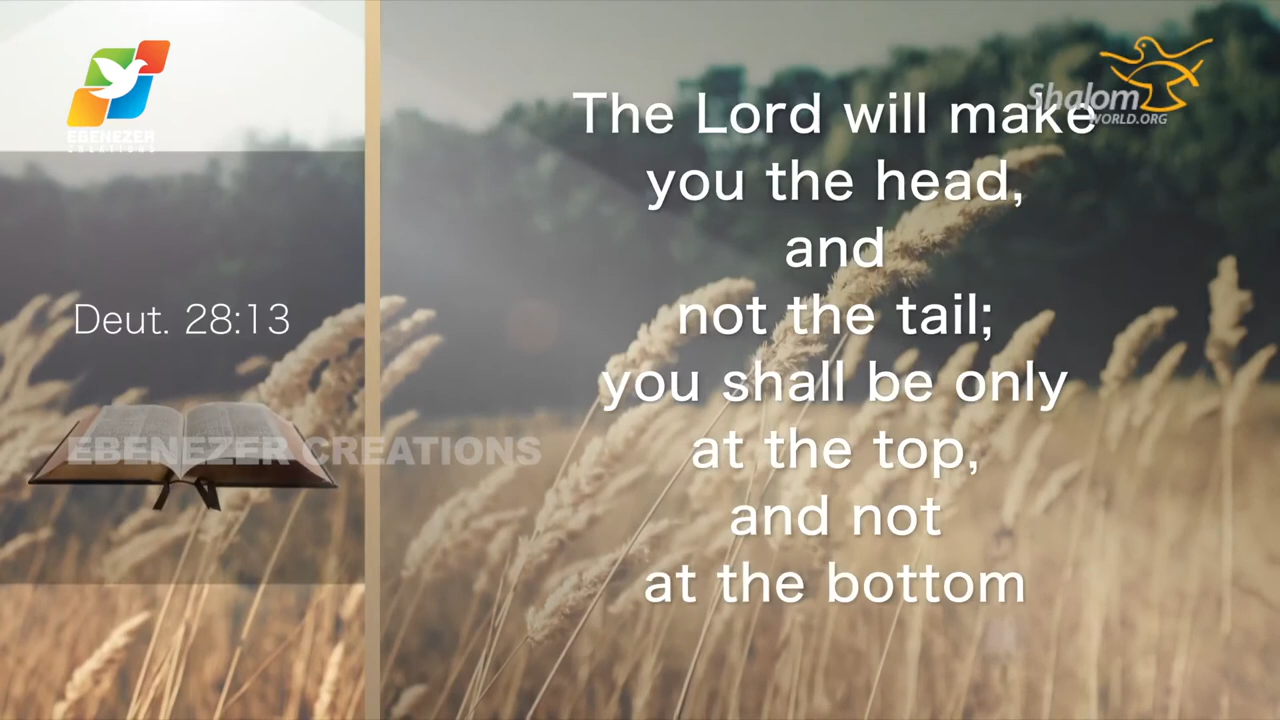 EBENEZER
CREATIONS
Deut. 28:13
EBENEZER CREATIONS
Shalom
WORLD.ORG
The Lord will make
you the head,
and
not the tail;
you shall be only
at the top,
and not
at the bottom